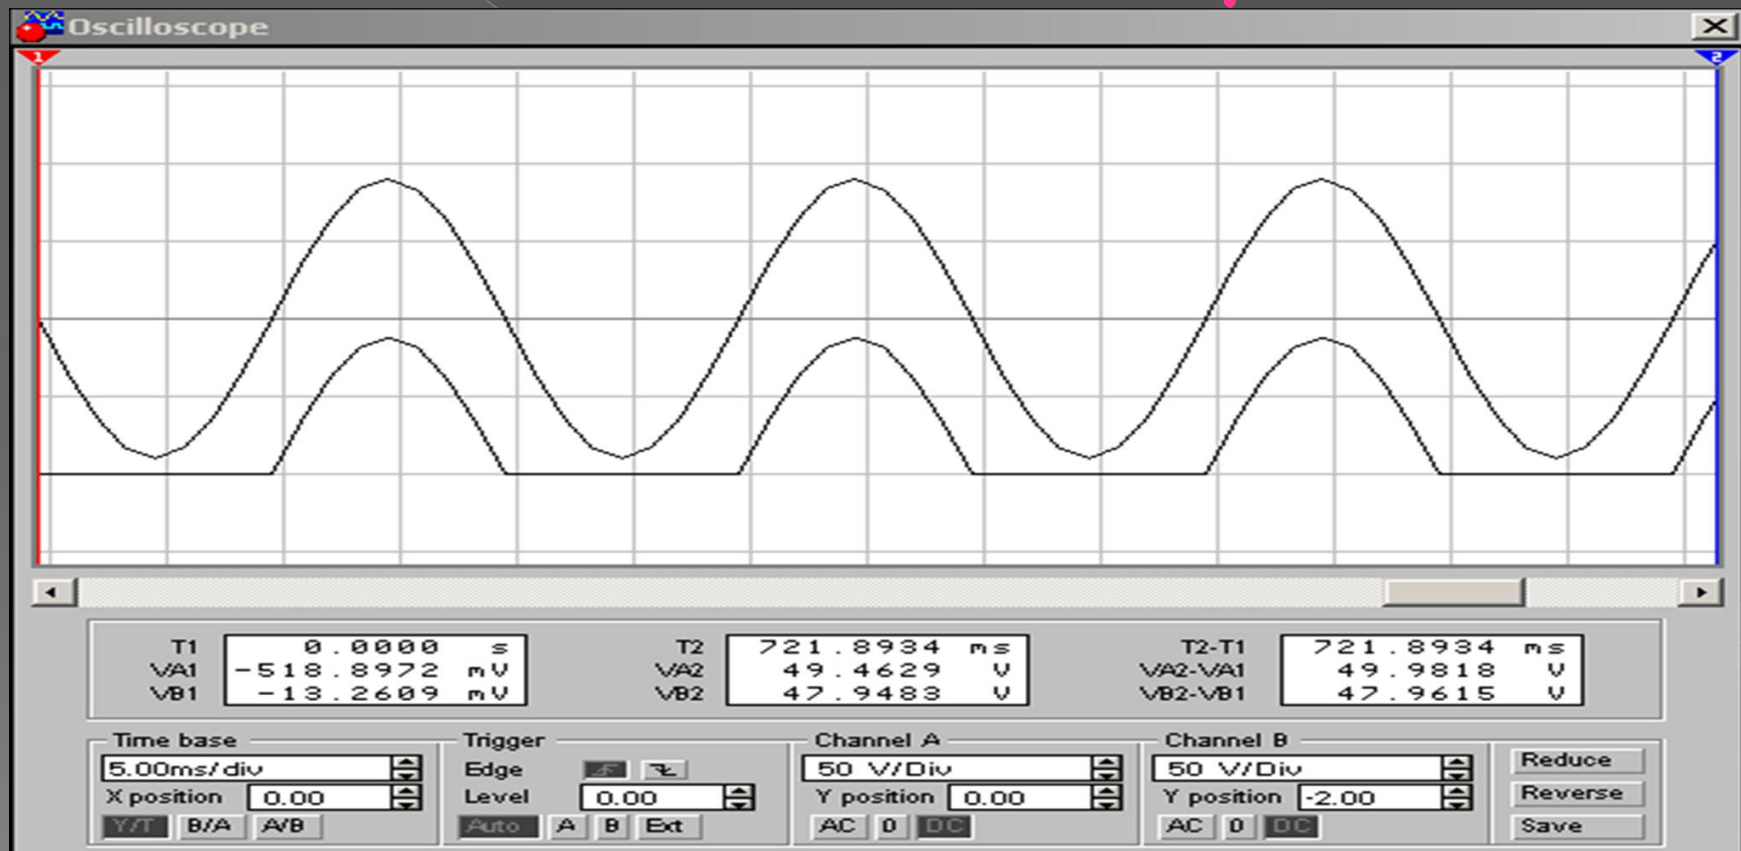 Oscilloscope
1
2
T1 0.0000 s
VA1 -518.8972 mV
VB1 -13.2609 mV
T2 721.8934 ms
VA2 49.4629 V
VB2 47.9483 V
T2-T1 721.8934 ms
VA2-VA1 49.9818 V
VB2-VB1 47.9615 V
Time base
5.00ms/div
X position 0.00
Y/T B/A A/B
Trigger
Edge
Level 0.00
Auto A B Ext
Channel A
50 V/Div
Y position 0.00
AC 0 DC
Channel B
50 V/Div
Y position -2.00
AC 0 DC
Reduce
Reverse
Save